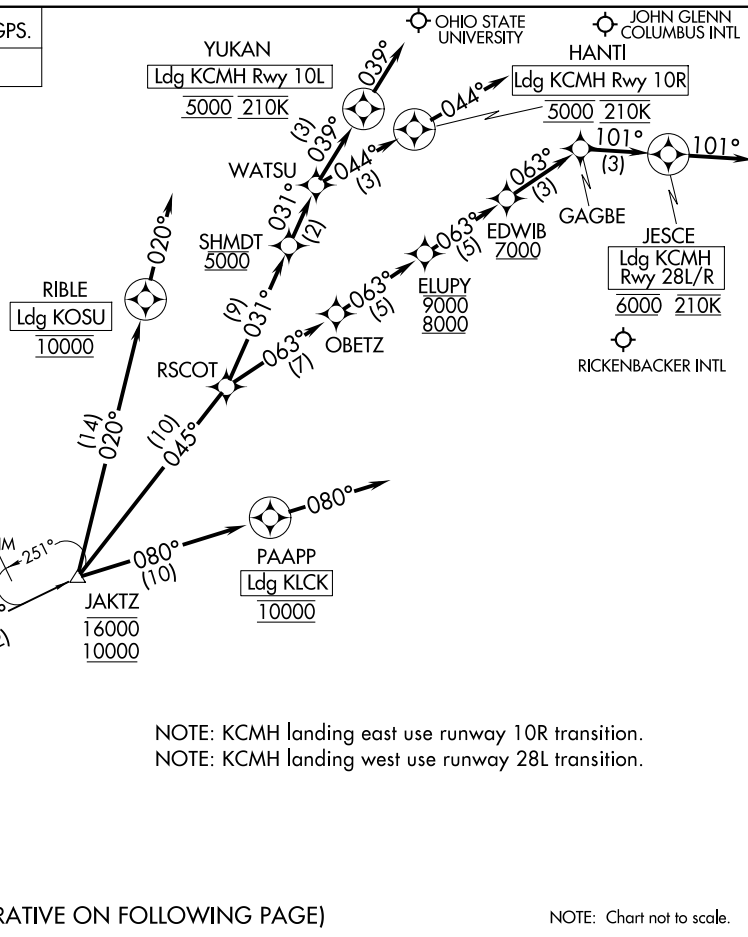 GPS.
OHIO STATE
UNIVERSITY
JOHN GLENN
COLUMBUS INTL
YUKAN
Ldg KCMH Rwy 10L
5000 210K
HANTI
Ldg KCMH Rwy 10R
5000 210K
039°
(3)
039°
044°
044°
(3)
WATSU
031°
(2)
SHMDT
5000
(9)
031°
101°
(3)
101°
063°
(3)
GAGBE
EDWIB
7000
JESCE
Ldg KCMH
Rwy 28L/R
6000 210K
063°
(5)
ELUPY
9000
8000
063°
(5)
OBETZ
063°
(7)
RSCOT
RICKENBACKER INTL
020°
RIBLE
Ldg KOSU
10000
(14)
020°
(10)
045°
080°
080°
(10)
PAAPP
Ldg KLCK
10000
251°
JAKTZ
16000
10000
NOTE: KCMH landing east use runway 10R transition.
NOTE: KCMH landing west use runway 28L transition.
RATIVE ON FOLLOWING PAGE)
NOTE: Chart not to scale.